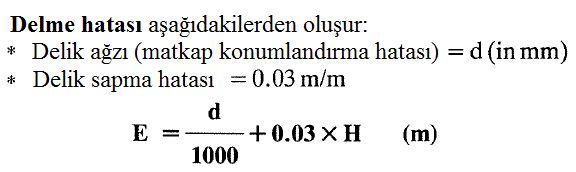 Delme hatası aşağıdakilerden oluşur:
* Delik ağzı (matkap konumlandırma hatası) = d (in mm)
* Delik sapma hatası = 0.03 m/m
E = d/1000 + 0.03 × H (m)